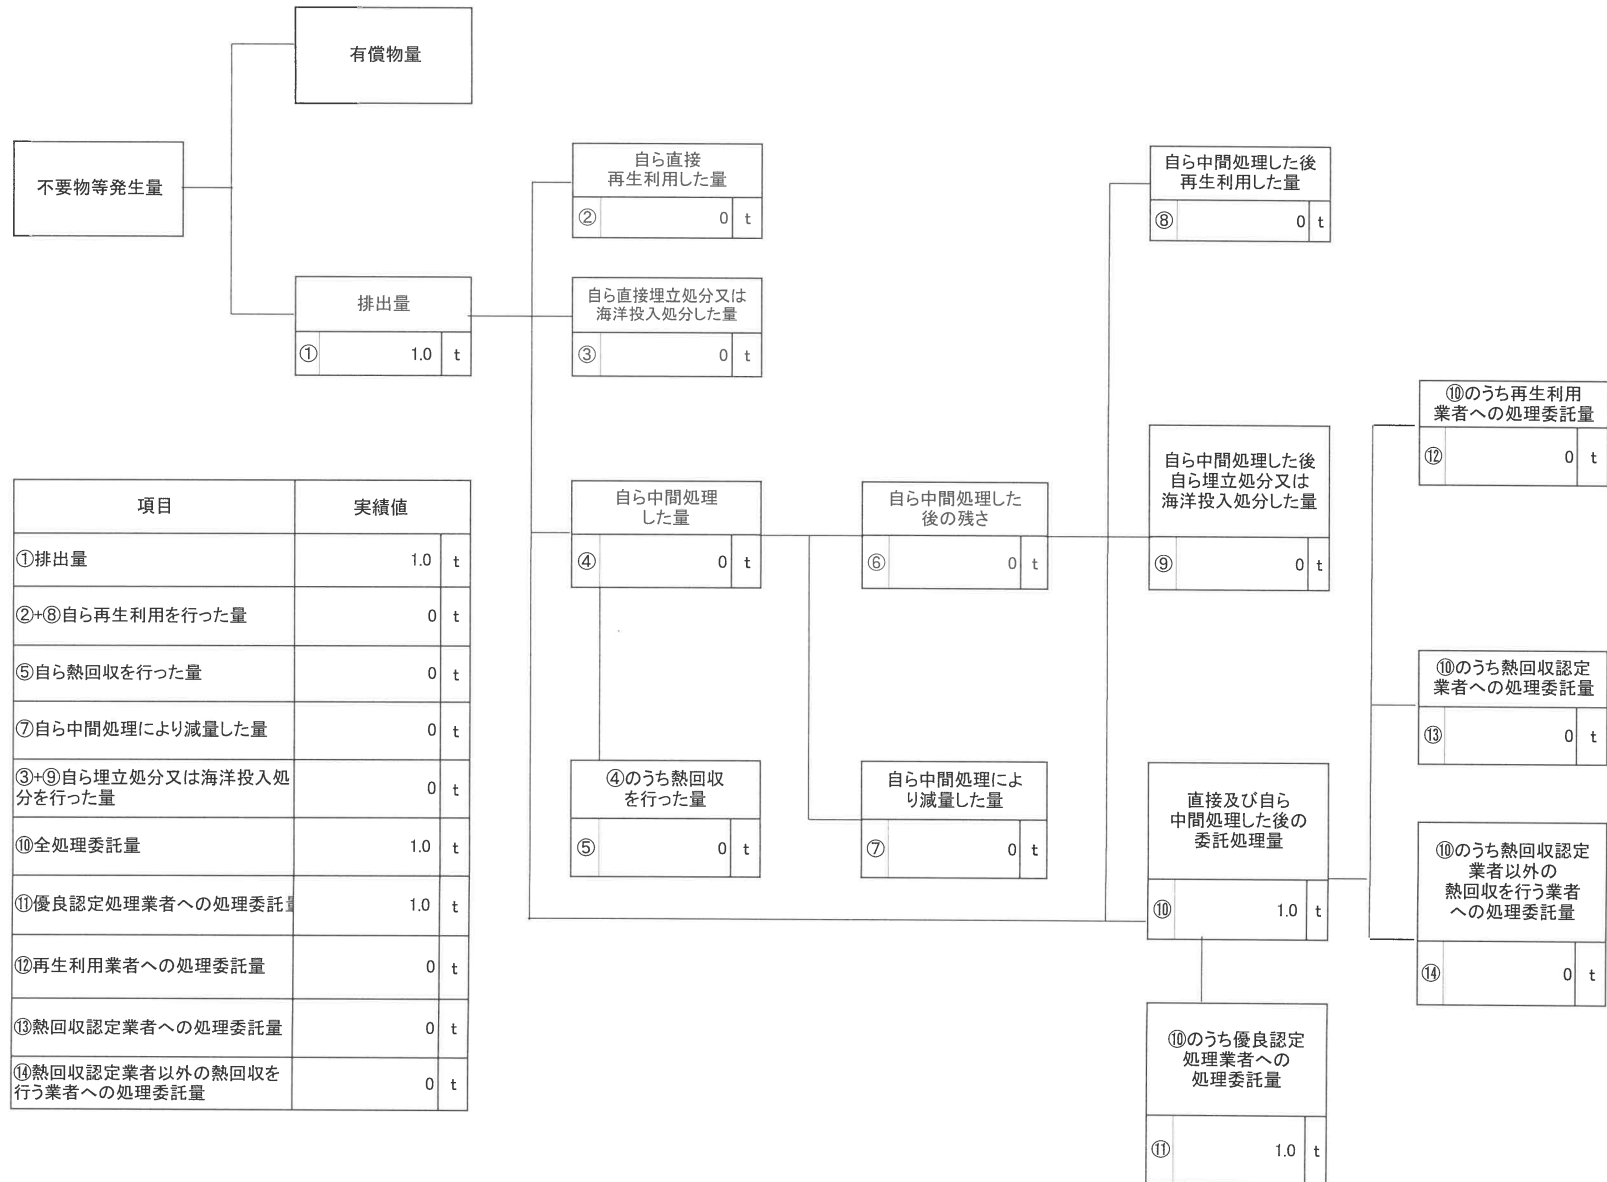 有償物量
不要物等発生量
排出量
① 1.0 t
自ら直接
再生利用した量
② 0 t
自ら直接埋立処分又は
海洋投入処分した量
③ 0 t
自ら中間処理
した量
④ 0 t
④のうち熱回収
を行った量
⑤ 0 t
自ら中間処理した
後の残さ
⑥ 0 t
自ら中間処理によ
り減量した量
⑦ 0 t
自ら中間処理した後
再生利用した量
⑧ 0 t
自ら中間処理した後
自ら埋立処分又は
海洋投入処分した量
⑨ 0 t
直接及び自ら
中間処理した後の
委託処理量
⑩ 1.0 t
⑩のうち優良認定
処理業者への
処理委託量
⑪ 1.0 t
⑩のうち再生利用
業者への処理委託量
⑫ 0 t
⑩のうち熱回収認定
業者への処理委託量
⑬ 0 t
⑩のうち熱回収認定
業者以外の
熱回収を行う業者
への処理委託量
⑭ 0 t
項目 実績値
①排出量 1.0 t
②+⑧自ら再生利用を行った量 0 t
⑤自ら熱回収を行った量 0 t
⑦自ら中間処理により減量した量 0 t
③+⑨自ら埋立処分又は海洋投入処
分を行った量 0 t
⑩全処理委託量 1.0 t
⑪優良認定処理業者への処理委託 1.0 t
⑫再生利用業者への処理委託量 0 t
⑬熱回収認定業者への処理委託量 0 t
⑭熱回収認定業者以外の熱回収を
行う業者への処理委託量 0 t